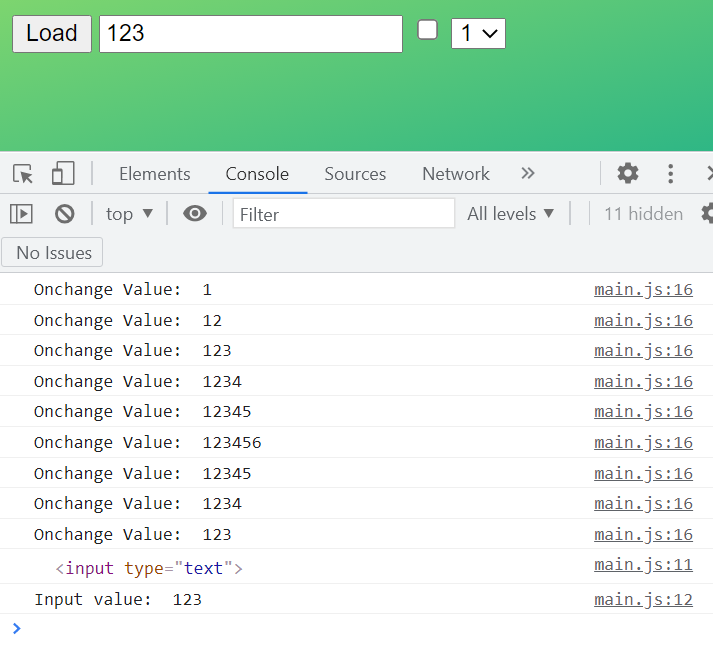 Load 123 1
Elements Console Sources Network »
top ▼ Filter All levels ▼ 11 hidden
No Issues
Onchange Value: 1 main.js:16
Onchange Value: 12 main.js:16
Onchange Value: 123 main.js:16
Onchange Value: 1234 main.js:16
Onchange Value: 12345 main.js:16
Onchange Value: 123456 main.js:16
Onchange Value: 12345 main.js:16
Onchange Value: 1234 main.js:16
Onchange Value: 123 main.js:16
<input type="text"> main.js:11
Input value: 123 main.js:12
>